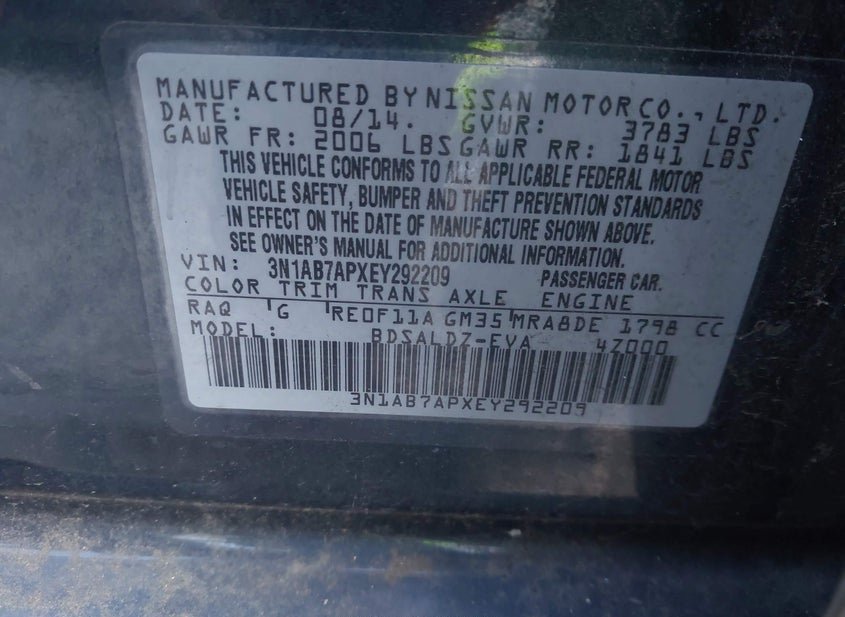 MANUFACTURED BY NISSAN MOTOR CO., LTD.
DATE: 08/14. GVWR: 3783 LBS
GAWR FR: 2006 LBS GAWR RR: 1841 LBS
THIS VEHICLE CONFORMS TO ALL APPLICABLE FEDERAL MOTOR
VEHICLE SAFETY, BUMPER AND THEFT PREVENTION STANDARDS
IN EFFECT ON THE DATE OF MANUFACTURE SHOWN ABOVE.
SEE OWNER'S MANUAL FOR ADDITIONAL INFORMATION.
VIN: 3N1AB7APXEY292209 PASSENGER CAR.
COLOR TRIM TRANS AXLE ENGINE
RAQ G RE0F11A GM35 MRA8DE 1798 CC
MODEL: BDSALDZ-EVA 4Z000
3N1AB7APXEY292209